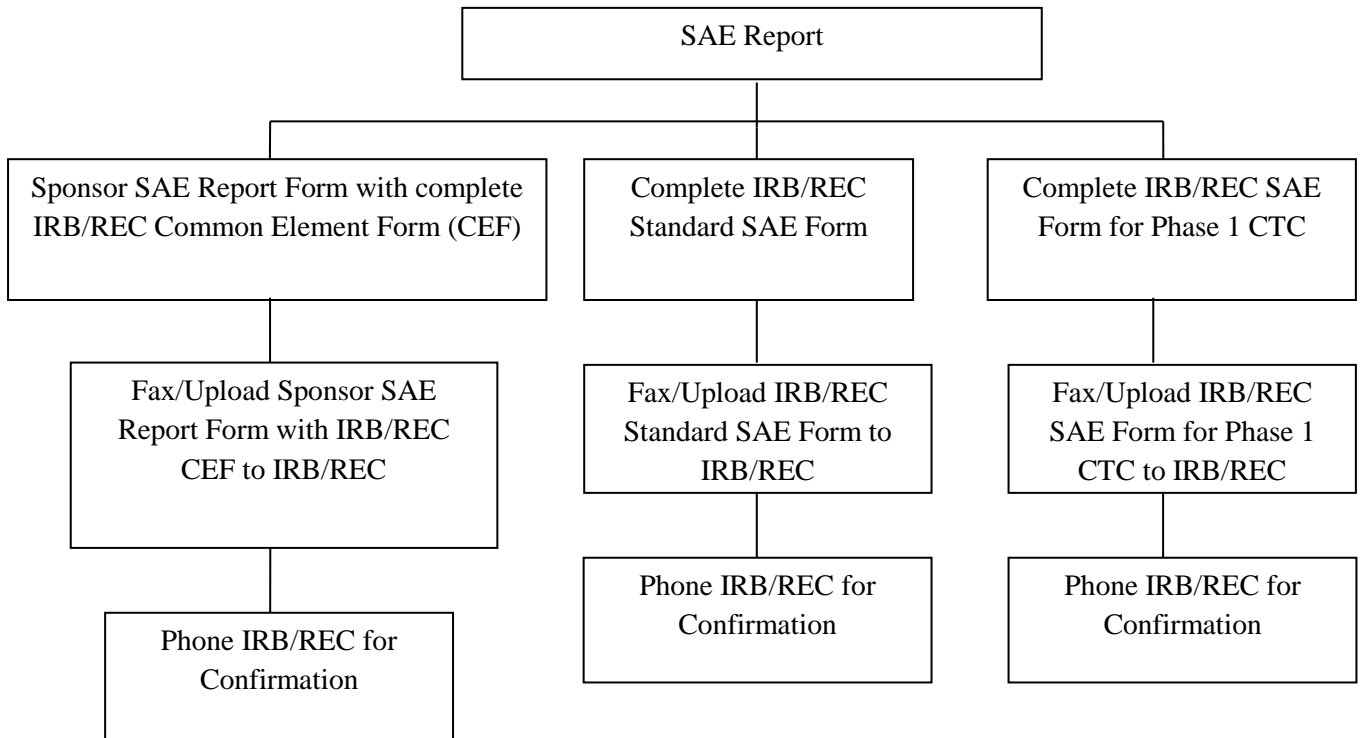 SAE Report
Sponsor SAE Report Form with complete
IRB/REC Common Element Form (CEF)
Complete IRB/REC
Standard SAE Form
Complete IRB/REC SAE
Form for Phase 1 CTC
Fax/Upload Sponsor SAE
Report Form with IRB/REC
CEF to IRB/REC
Fax/Upload IRB/REC
Standard SAE Form to
IRB/REC
Fax/Upload IRB/REC
SAE Form for Phase 1
CTC to IRB/REC
Phone IRB/REC for
Confirmation
Phone IRB/REC for
Confirmation
Phone IRB/REC for
Confirmation